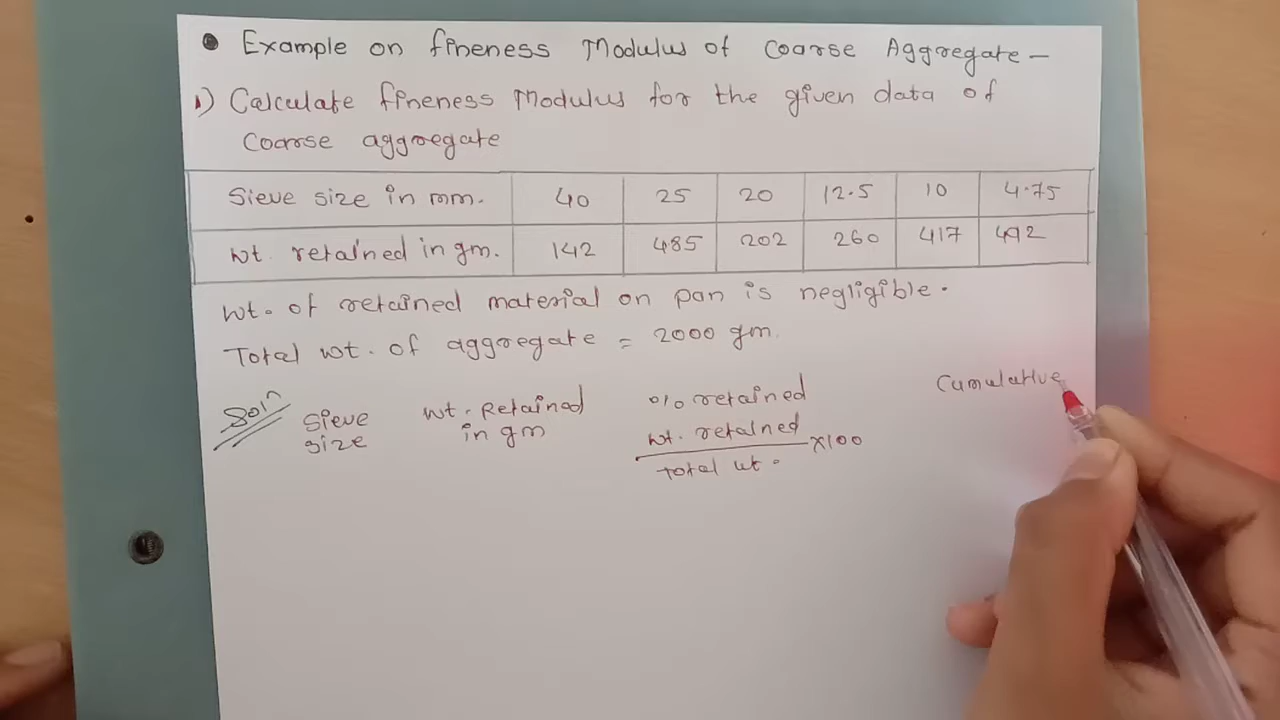 Example on fineness Modulus of Coarse Aggregate -
1) Calculate fineness Modulus for the given data of
Coarse aggregate
Sieve size in mm. 40 25 20 12.5 10 4.75
Wt. retained in gm. 142 485 202 260 417 492
Wt. of retained material on pan is negligible.
Total wt. of aggregate = 2000 gm.
Soln
Sieve size
Wt. Retained in gm
% retained
wt. retained
total wt. ×100
Cumulative